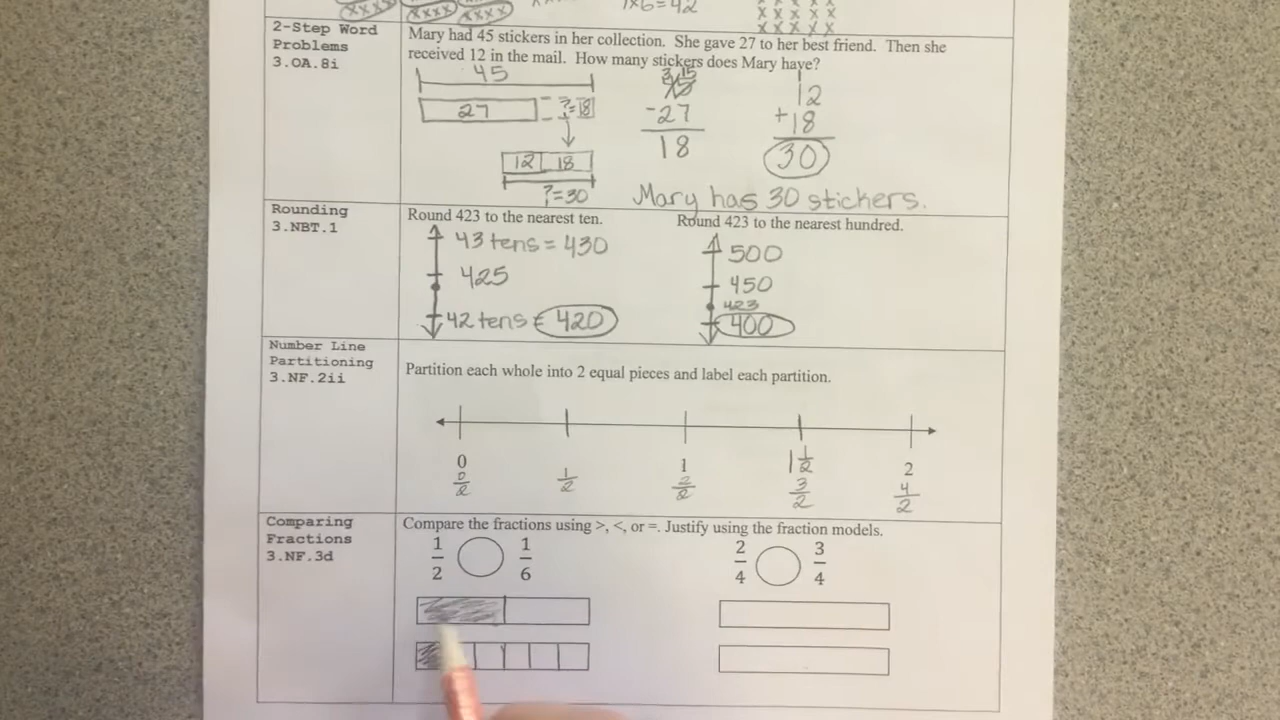 xxxx xxxx xxxx 7x6=42 x x x x x
x x x x x
2-Step Word
Problems
3.OA.8i
Mary had 45 stickers in her collection. She gave 27 to her best friend. Then she
received 12 in the mail. How many stickers does Mary have?
45
27 ?=18
12 18
?=30
3 15
45
-27
18
1
12
+18
30
Mary has 30 stickers.
Rounding
3.NBT.1
Round 423 to the nearest ten.
43 tens = 430
425
42 tens = 420
Round 423 to the nearest hundred.
500
450
423
400
Number Line
Partitioning
3.NF.2ii
Partition each whole into 2 equal pieces and label each partition.
0 1 1 1/2 2
0/2 1/2 2/2 3/2 4/2
Comparing
Fractions
3.NF.3d
Compare the fractions using >, <, or =. Justify using the fraction models.
1/2 1/6
2/4 3/4